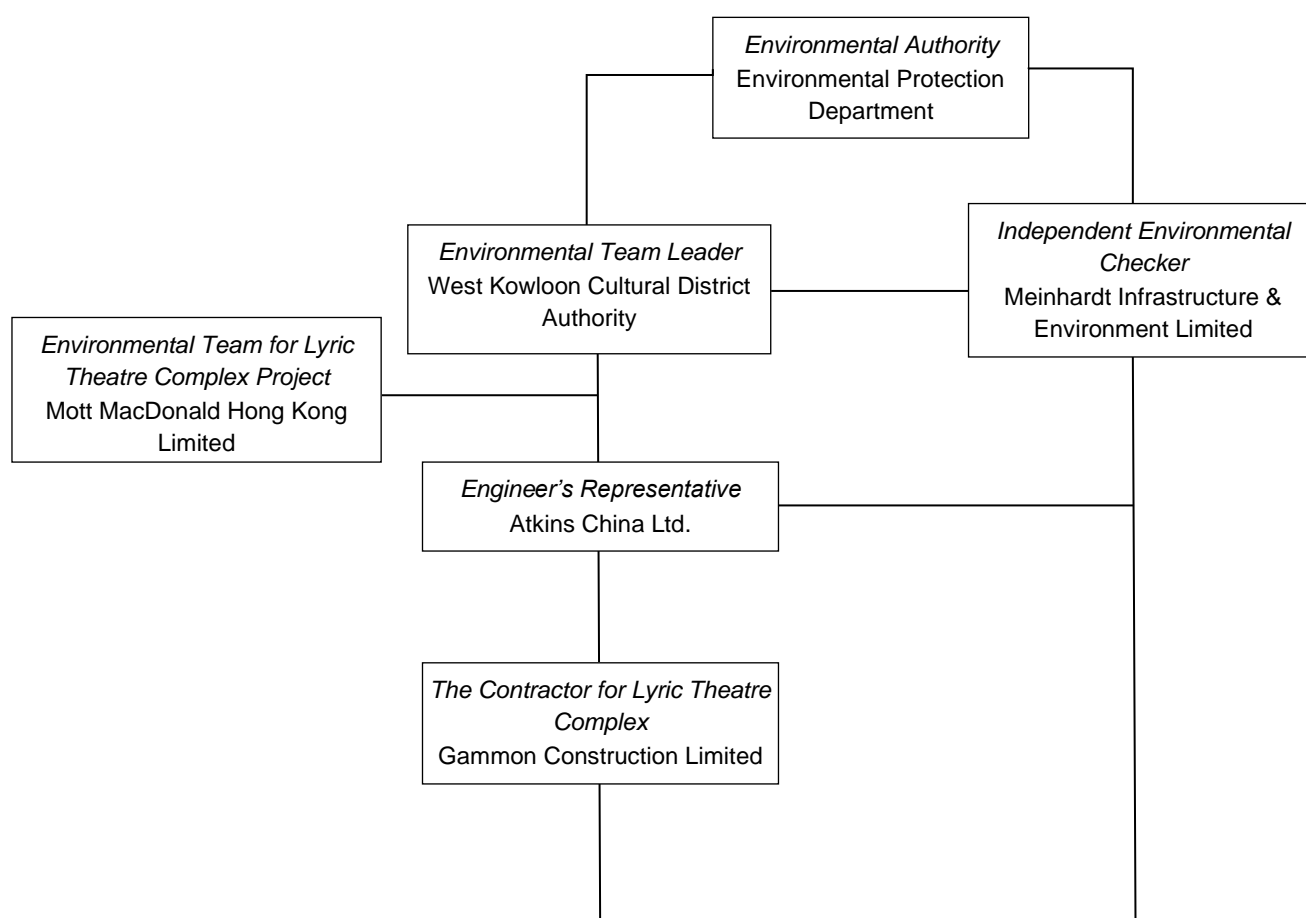 Environmental Authority
Environmental Protection
Department
Environmental Team Leader
West Kowloon Cultural District
Authority
Independent Environmental
Checker
Meinhardt Infrastructure &
Environment Limited
Environmental Team for Lyric
Theatre Complex Project
Mott MacDonald Hong Kong
Limited
Engineer’s Representative
Atkins China Ltd.
The Contractor for Lyric Theatre
Complex
Gammon Construction Limited